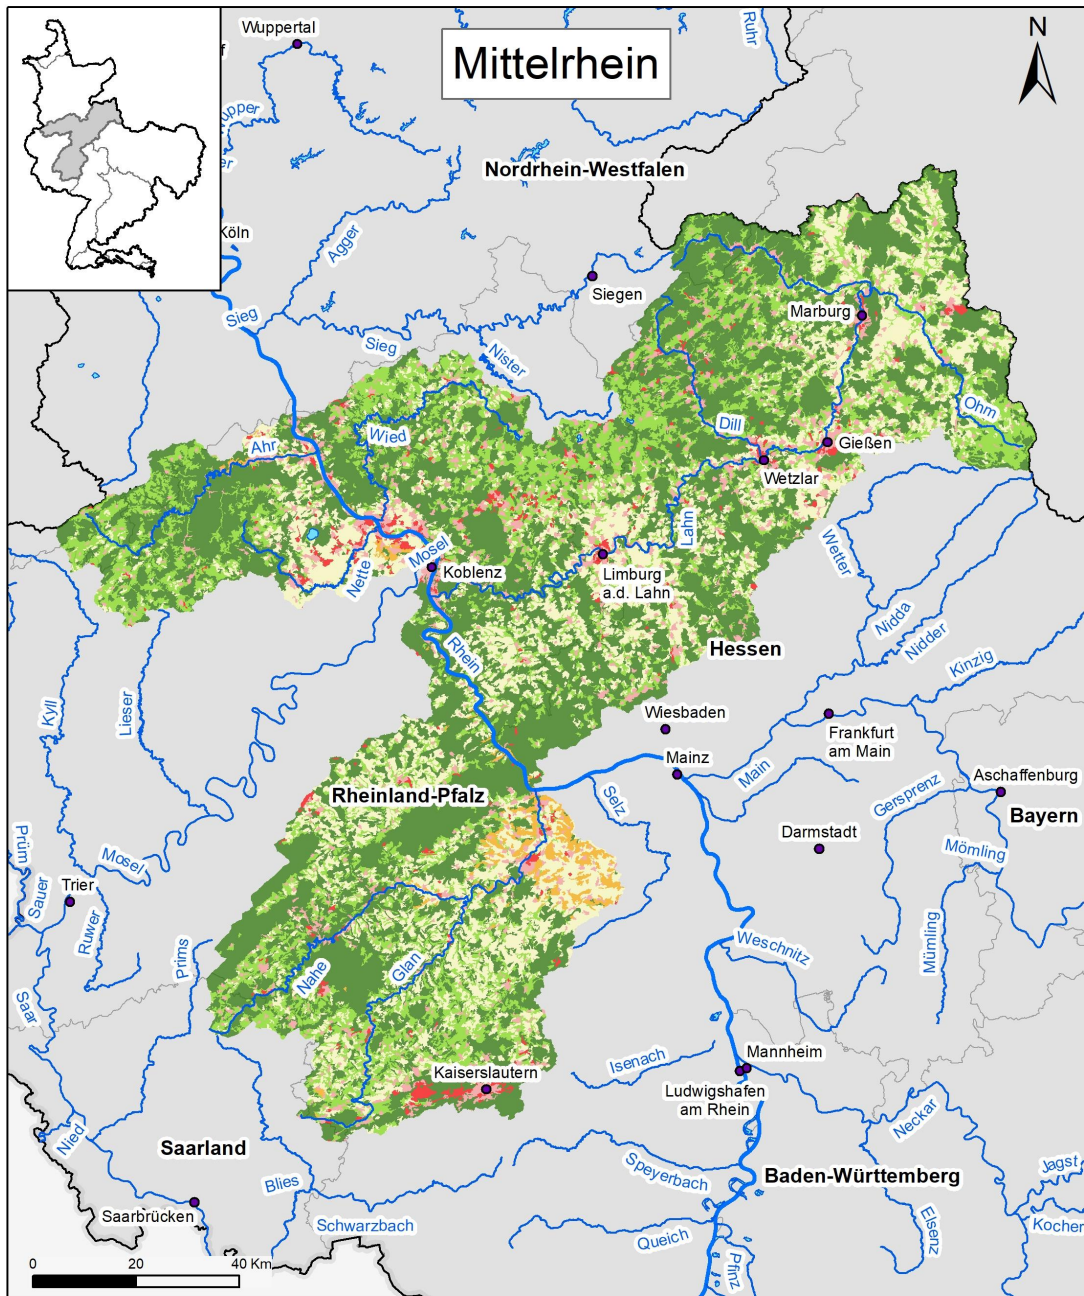 Wuppertal
Ruhr
Mittelrhein
N
f
upper
er
Nordrhein-Westfalen
Köln
Agger
Siegen
Sieg
Sieg
Nister
Marburg
Ohm
Dill
Gießen
Wetzlar
Wied
Ahr
Lahn
Wetter
Mosel
Koblenz
Nette
Limburg
a.d. Lahn
Nidda
Nidder
Rhein
Hessen
Kinzig
Kyll
Lieser
Wiesbaden
Frankfurt
am Main
Mainz
Main
Aschaffenburg
Rheinland-Pfalz
Selz
Gersprenz
Bayern
Darmstadt
Mömling
Prüm
Mosel
Sauer
Trier
Ruwer
Prims
Weschnitz
Mümling
Nahe
Glan
Saar
Isenach
Mannheim
Kaiserslautern
Ludwigshafen
am Rhein
Neckar
Nied
Saarland
Blies
Speyerbach
Baden-Württemberg
Jagst
Saarbrücken
Schwarzbach
Elsenz
Kocher
Queich
Pfinz
0
20
40 Km